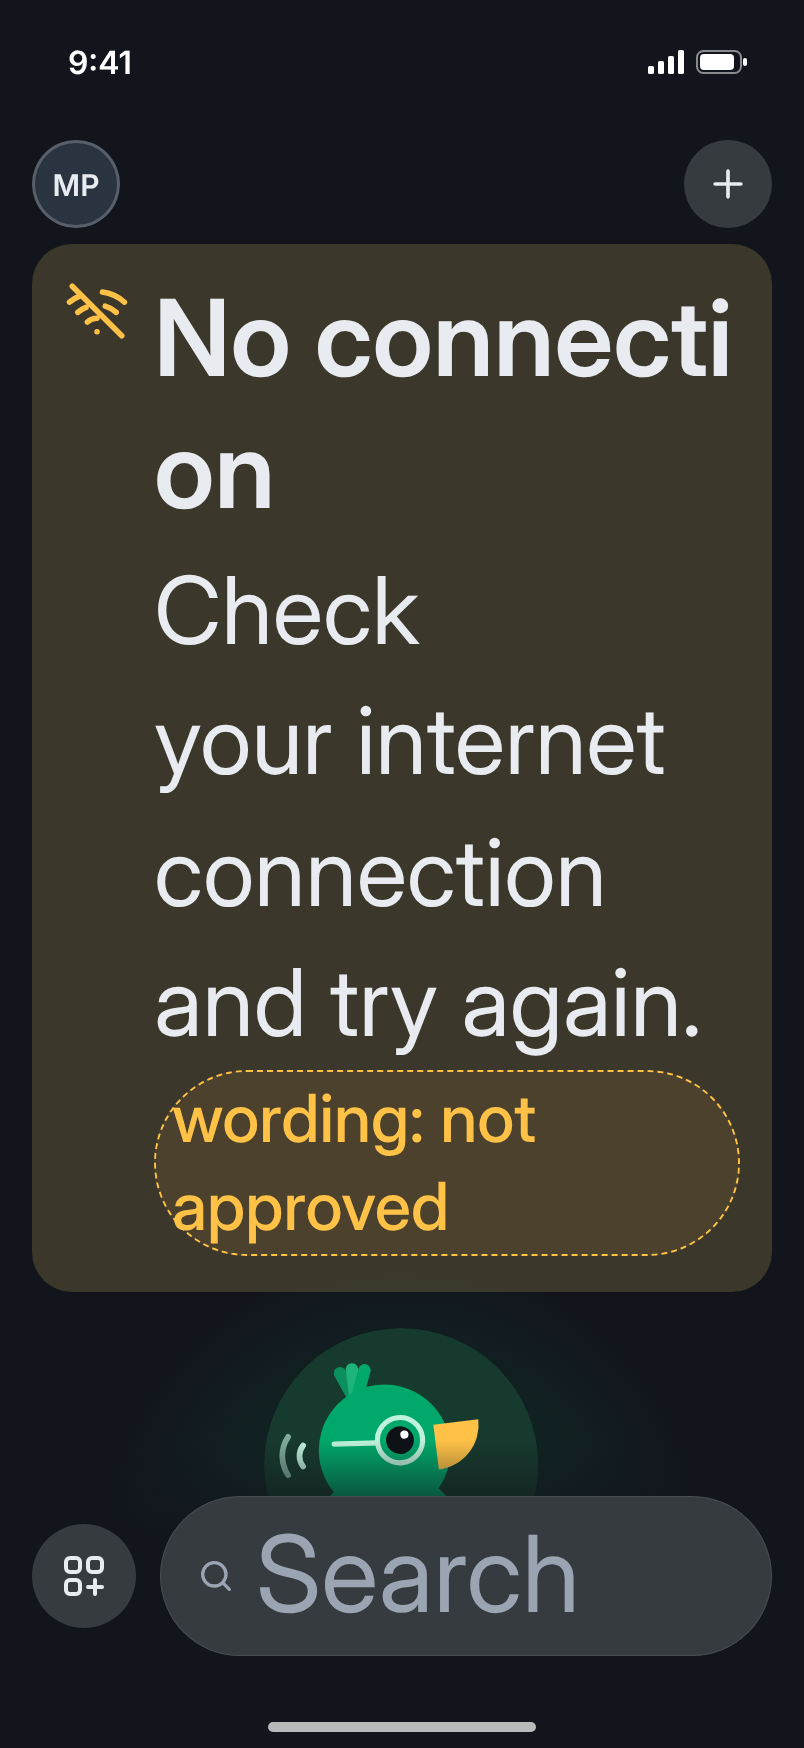 9:41
MP
No connecti
on
Check
your internet
connection
and try again.
wording: not
approved
Search